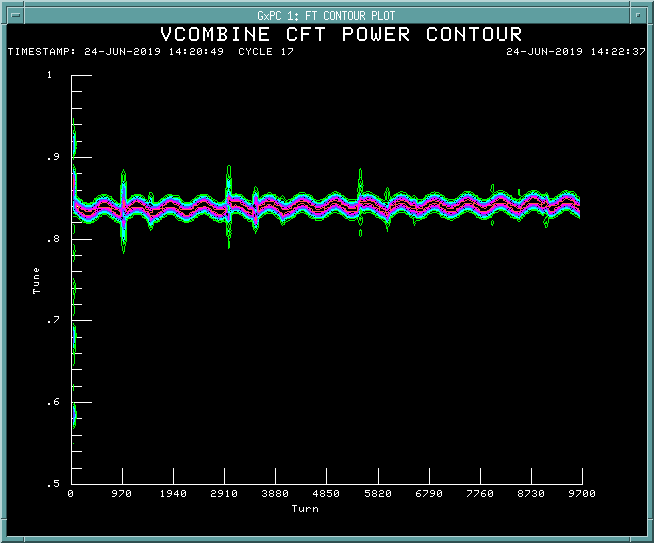 GxPC 1: FT CONTOUR PLOT
VCOMBINE CFT POWER CONTOUR
TIMESTAMP: 24-JUN-2019 14:20:49 CYCLE 17 24-JUN-2019 14:22:37
1
.9
.8
Tune
.7
.6
.5
0 970 1940 2910 3880 4850 5820 6790 7760 8730 9700
Turn